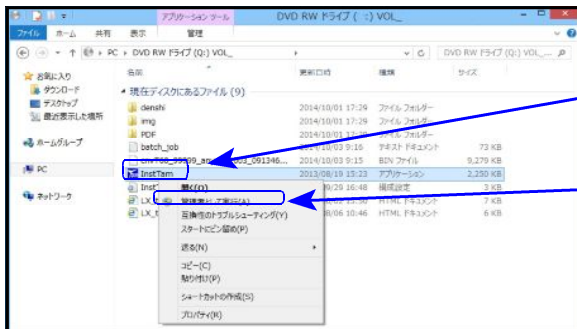 アプリケーション ツール
DVD RW ドライブ ( :) VOL_
ファイル
ホーム
共有
表示
管理
PC ▸ DVD RW ドライブ (Q:) VOL_
DVD RW ドライブ (Q:) VOL_...
名前
更新日時
種類
サイズ
お気に入り
ダウンロード
デスクトップ
最近表示した場所
ホームグループ
PC
ネットワーク
現在ディスクにあるファイル (9)
denshi 2014/10/01 17:29 ファイル フォルダー
img 2014/10/01 17:29 ファイル フォルダー
PDF ファイル フォルダー
batch_job 9:16 テキスト ドキュメント 73 KB
091346... 2014/10/03 9:15 BIN ファイル 9,279 KB
InstTam 2013/08/19 15:23 アプリケーション 2,250 KB
Inst 16:48 構成設定 3 KB
LX_ HTML ドキュメント 7 KB
LX_ 10:46 HTML ドキュメント 6 KB
開く(O)
管理者として実行(A)
互換性のトラブルシューティング(Y)
スタートにピン留め(P)
送る(N)
コピー(C)
貼り付け(P)
ショートカットの作成(S)
プロパティ(R)